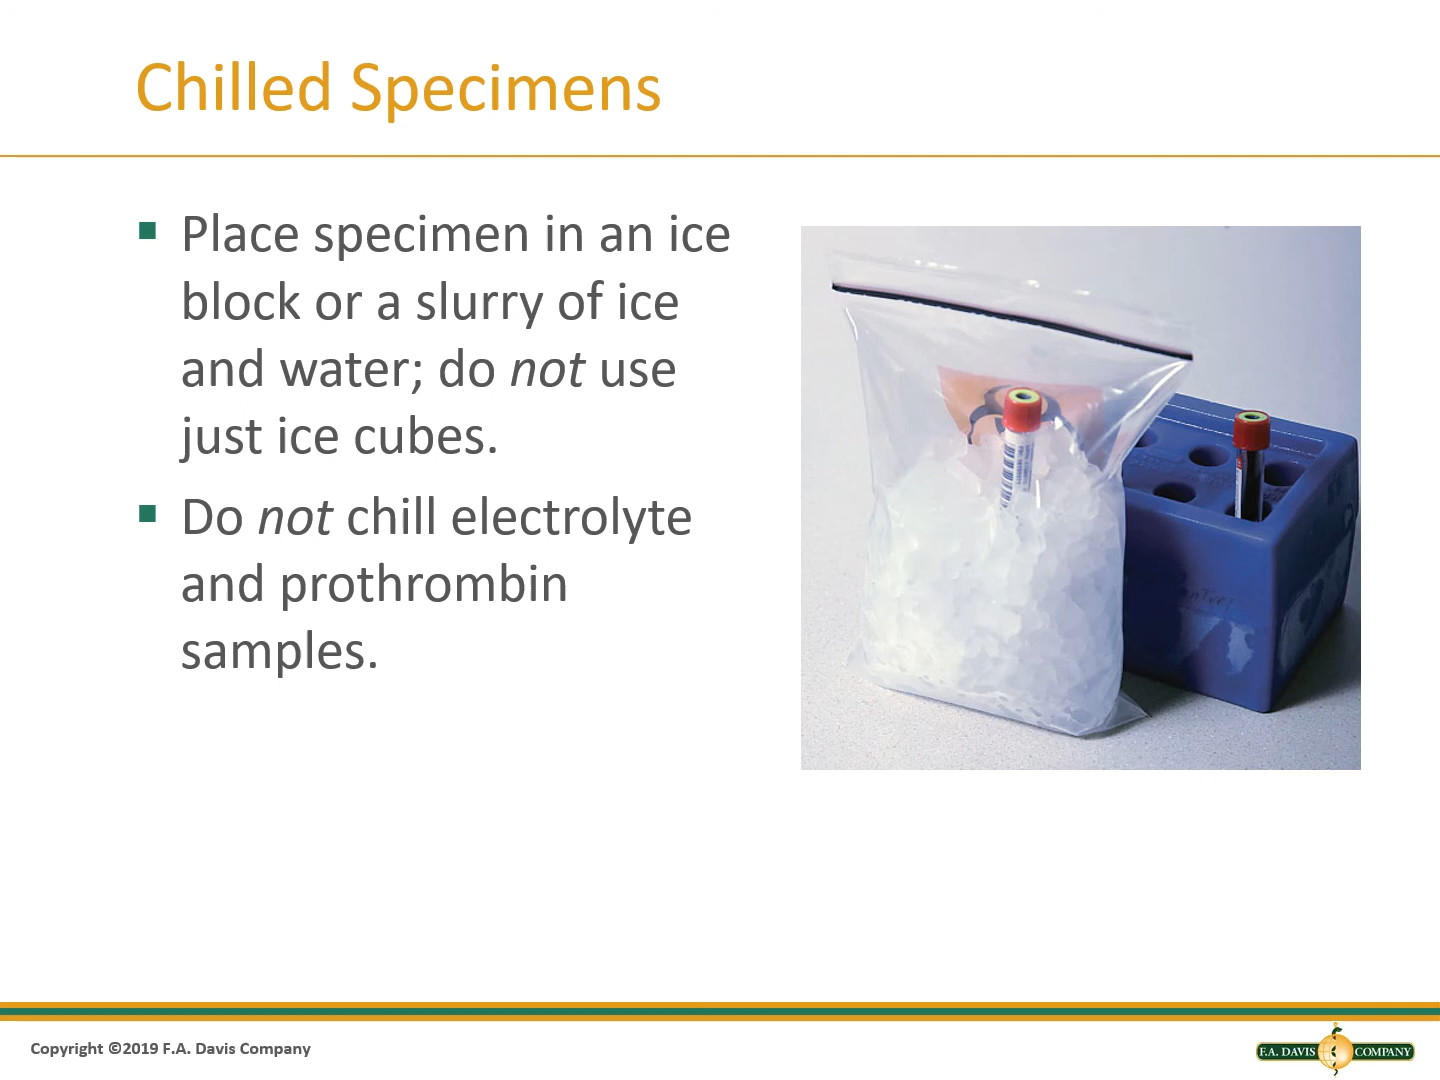 Chilled Specimens
Place specimen in an ice
block or a slurry of ice
and water; do not use
just ice cubes.
Do not chill electrolyte
and prothrombin
samples.
Copyright ©2019 F.A. Davis Company
F.A. DAVIS COMPANY